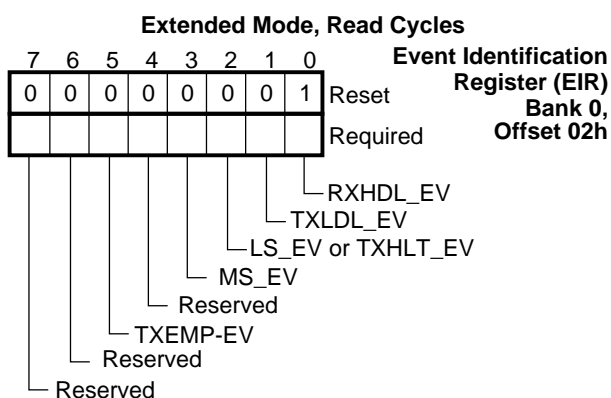 Extended Mode, Read Cycles
7 6 5 4 3 2 1 0
Event Identification
Register (EIR)
Bank 0,
Offset 02h
0 0 0 0 0 0 0 1 Reset
Required
RXHDL_EV
TXLDL_EV
LS_EV or TXHLT_EV
MS_EV
Reserved
TXEMP-EV
Reserved
Reserved